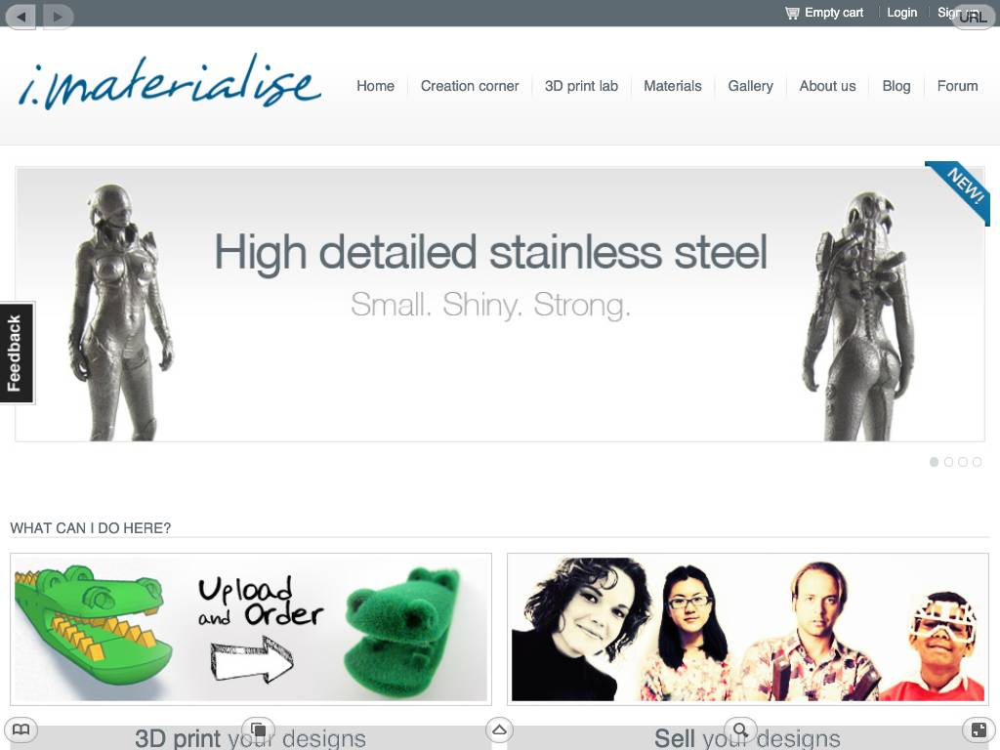 Empty cart
Login
Sign up
URL
i.materialise
Home
Creation corner
3D print lab
Materials
Gallery
About us
Blog
Forum
NEW!
High detailed stainless steel
Small. Shiny. Strong.
Feedback
WHAT CAN I DO HERE?
Upload
and Order
3D print your designs
Sell your designs